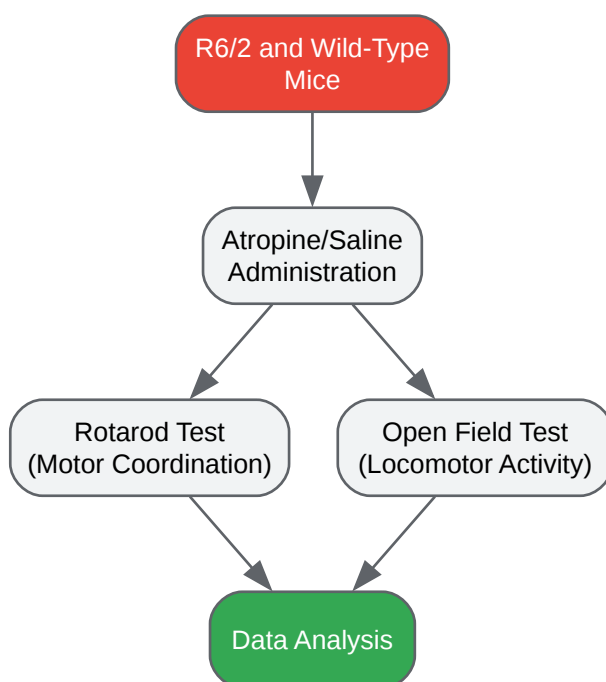 R6/2 and Wild-Type
Mice
Atropine/Saline
Administration
Rotarod Test
(Motor Coordination)
Open Field Test
(Locomotor Activity)
Data Analysis